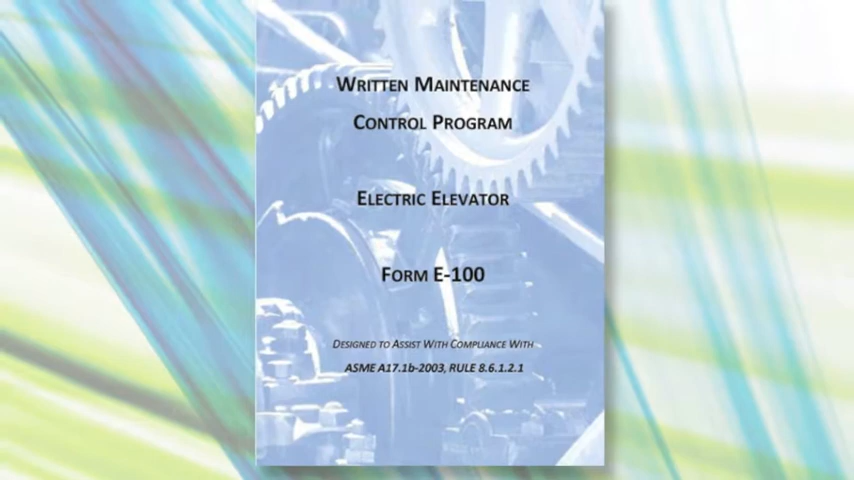 WRITTEN MAINTENANCE
CONTROL PROGRAM
ELECTRIC ELEVATOR
FORM E-100
DESIGNED TO ASSIST WITH COMPLIANCE WITH
ASME A17.1b-2003, RULE 8.6.1.2.1